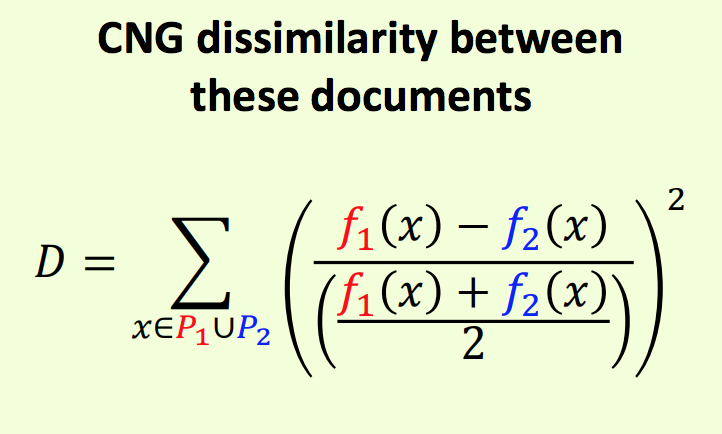 CNG dissimilarity between
these documents
D = ∑ x∈P₁∪P₂ ( (f₁(x) − f₂(x)) / ( (f₁(x) + f₂(x)) / 2 ) )²